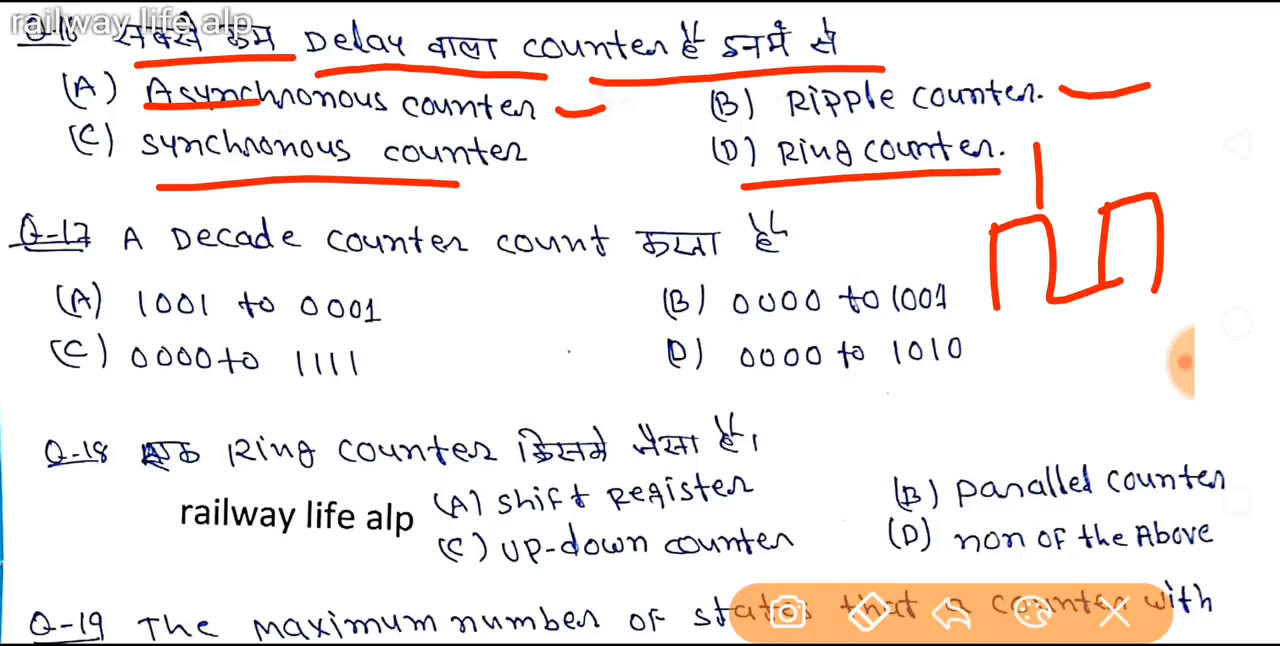 railway life alp
Q-16 सबसे कम Delay वाला counter है इनमें से
(A) Asynchronous counter (B) Ripple counter.
(C) synchronous counter (D) Ring counter.
Q-17 A Decade counter count करता है
(A) 1001 to 0001 (B) 0000 to 1001
(C) 0000 to 1111 (D) 0000 to 1010
Q-18 एक Ring counter किसमे जैसा है।
railway life alp (A) shift Register (B) paralled counter
(C) up-down counter (D) non of the Above
Q-19 The maximum number of states that a counter with